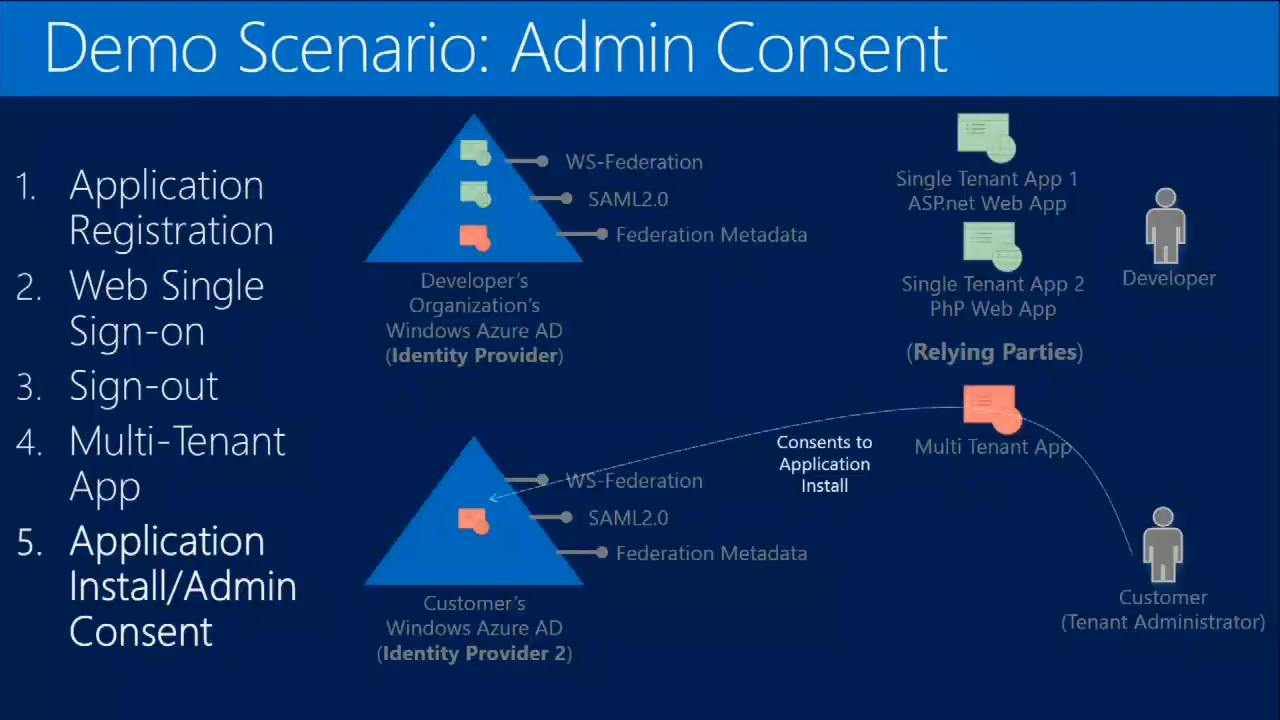 Demo Scenario: Admin Consent
1. Application
Registration
2. Web Single
Sign-on
3. Sign-out
4. Multi-Tenant
App
5. Application
Install/Admin
Consent
WS-Federation
SAML2.0
Federation Metadata
Developer's
Organization's
Windows Azure AD
(Identity Provider)
Single Tenant App 1
ASP.net Web App
Single Tenant App 2
PhP Web App
(Relying Parties)
Developer
Multi Tenant App
Consents to
Application
Install
WS-Federation
SAML2.0
Federation Metadata
Customer's
Windows Azure AD
(Identity Provider 2)
Customer
(Tenant Administrator)